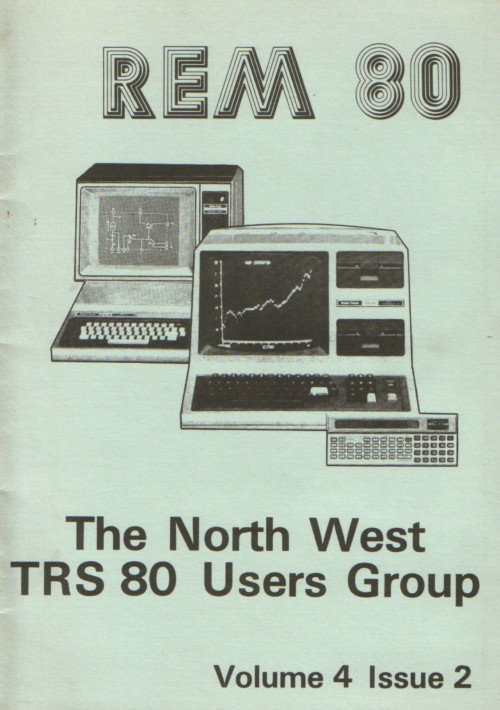 REM 80
The North West
TRS 80 Users Group
Volume 4 Issue 2